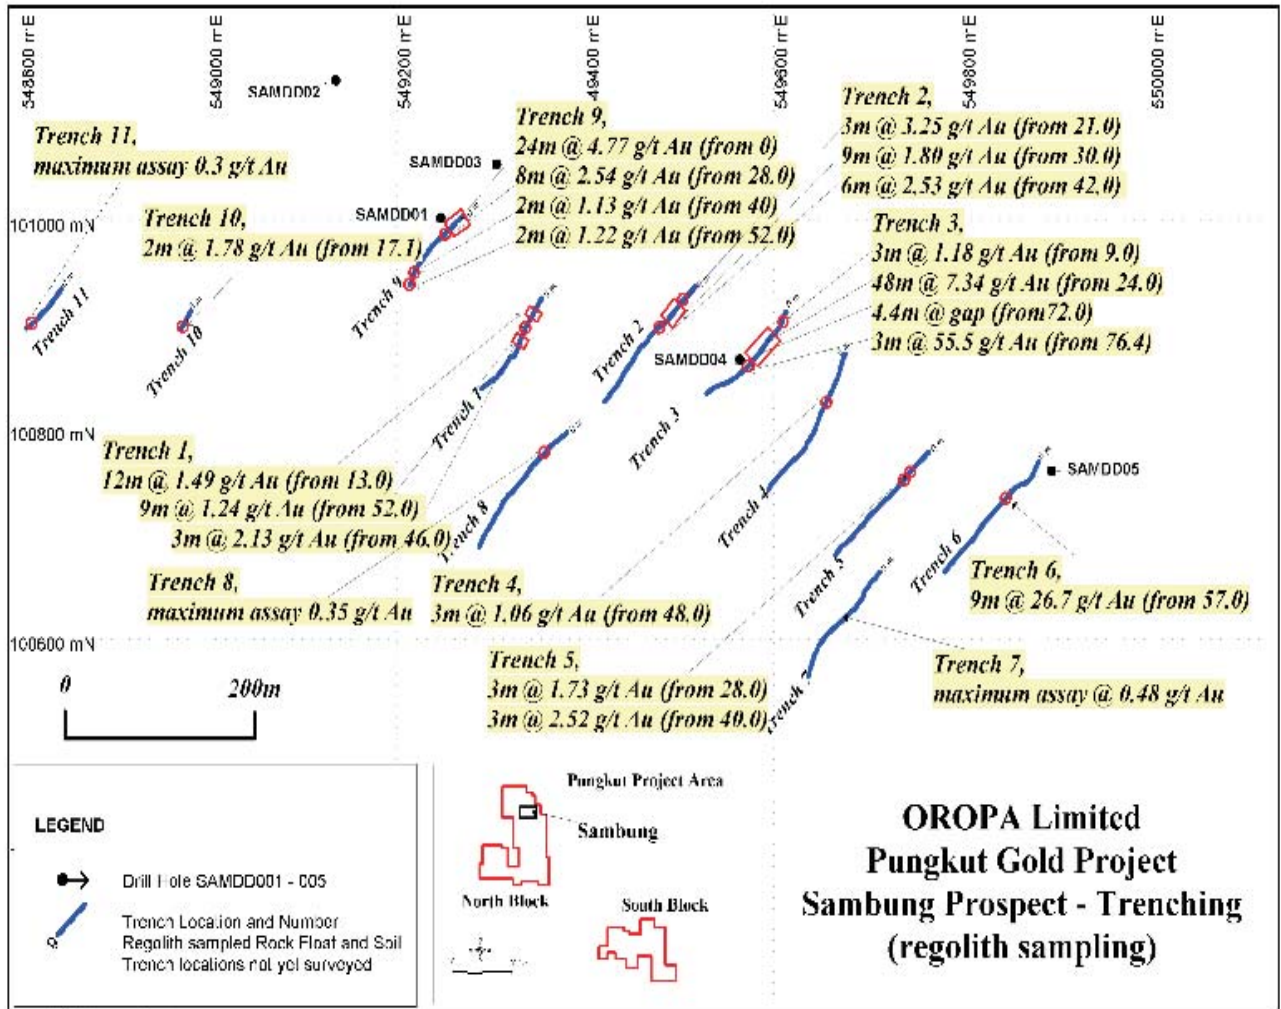 548800 mE
549000 mE
549200 mE
549400 mE
549600 mE
549800 mE
550000 mE
SAMDD02
Trench 11,
maximum assay 0.3 g/t Au
Trench 10,
2m @ 1.78 g/t Au (from 17.1)
Trench 9,
24m @ 4.77 g/t Au (from 0)
8m @ 2.54 g/t Au (from 28.0)
2m @ 1.13 g/t Au (from 40)
2m @ 1.22 g/t Au (from 52.0)
Trench 2,
3m @ 3.25 g/t Au (from 21.0)
9m @ 1.80 g/t Au (from 30.0)
6m @ 2.53 g/t Au (from 42.0)
Trench 3,
3m @ 1.18 g/t Au (from 9.0)
48m @ 7.34 g/t Au (from 24.0)
4.4m @ gap (from72.0)
3m @ 55.5 g/t Au (from 76.4)
SAMDD03
SAMDD01
101000 mN
Trench 11
Trench 10
Trench 9
Trench 1
Trench 2
SAMDD04
Trench 3
100800 mN
Trench 1,
12m @ 1.49 g/t Au (from 13.0)
9m @ 1.24 g/t Au (from 52.0)
3m @ 2.13 g/t Au (from 46.0)
Trench 8
Trench 4
SAMDD05
Trench 5
Trench 6
Trench 8,
maximum assay 0.35 g/t Au
Trench 4,
3m @ 1.06 g/t Au (from 48.0)
Trench 6,
9m @ 26.7 g/t Au (from 57.0)
100600 mN
Trench 5,
3m @ 1.73 g/t Au (from 28.0)
3m @ 2.52 g/t Au (from 40.0)
Trench 7
Trench 7,
maximum assay @ 0.48 g/t Au
0 200m
LEGEND
Drill Hole SAMDD001 - 005
Trench Location and Number
Regolith sampled Rock Float and Soil
Trench locations not yet surveyed
Pungkut Project Area
Sambung
North Block
South Block
OROPA Limited
Pungkut Gold Project
Sambung Prospect - Trenching
(regolith sampling)